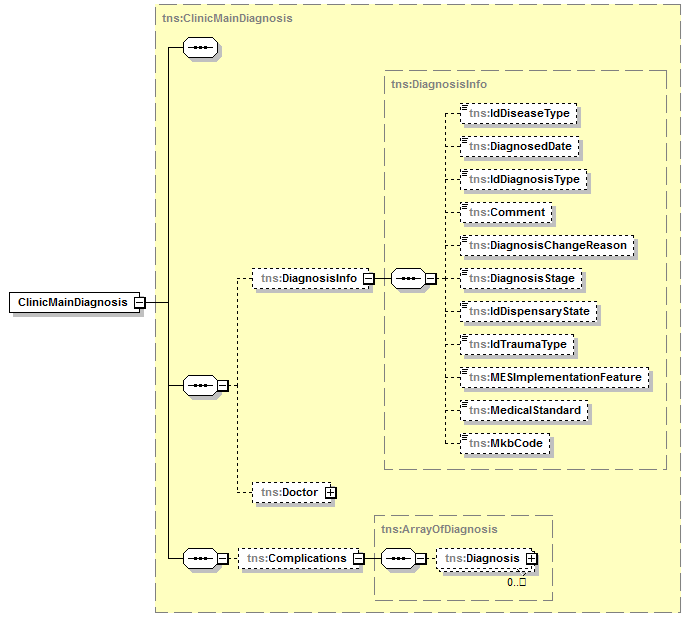 tns:ClinicMainDiagnosis
tns:DiagnosisInfo
tns:IdDiseaseType
tns:DiagnosedDate
tns:IdDiagnosisType
tns:Comment
tns:DiagnosisChangeReason
tns:DiagnosisInfo
tns:DiagnosisStage
ClinicMainDiagnosis
tns:IdDispensaryState
tns:IdTraumaType
tns:MESImplementationFeature
tns:MedicalStandard
tns:MkbCode
tns:Doctor
tns:ArrayOfDiagnosis
tns:Complications
tns:Diagnosis
0..□